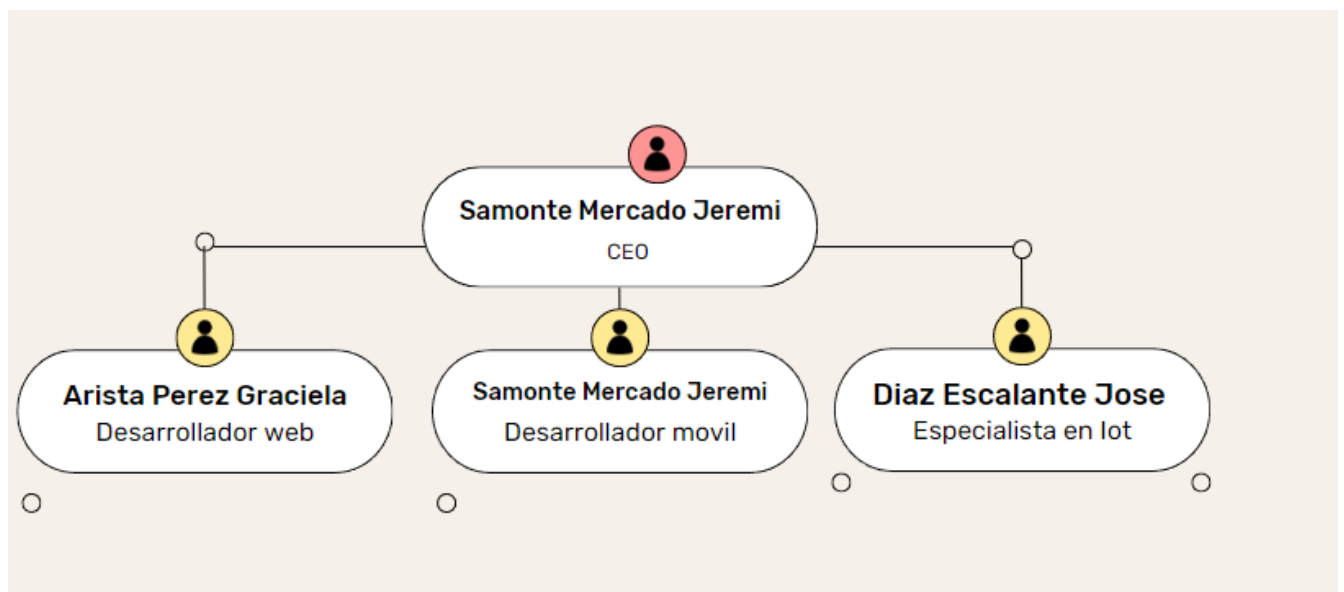 Samonte Mercado Jeremi
CEO
Arista Perez Graciela
Desarrollador web
Samonte Mercado Jeremi
Desarrollador movil
Diaz Escalante Jose
Especialista en Iot